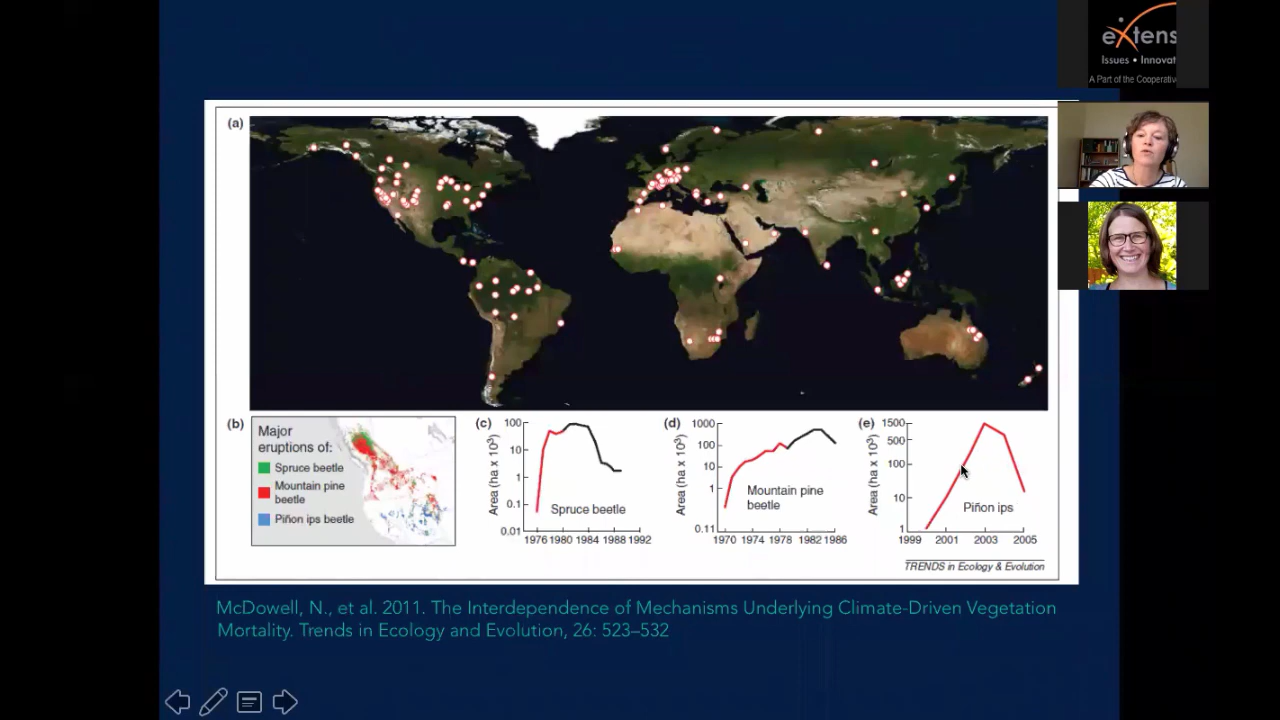 eXtens
Issues • Innovat
A Part of the Cooperativ
(a)
(b)
Major
eruptions of:
Spruce beetle
Mountain pine
beetle
Piñon ips beetle
(c)
Area (ha x 10³)
100
10
1
0.1
0.01
Spruce beetle
1976 1980 1984 1988 1992
(d)
Area (ha x 10³)
1000
100
10
1
0.11
Mountain pine
beetle
1970 1974 1978 1982 1986
(e)
Area (ha x 10³)
1500
500
100
10
1
Piñon ips
1999 2001 2003 2005
TRENDS in Ecology & Evolution
McDowell, N., et al. 2011. The Interdependence of Mechanisms Underlying Climate-Driven Vegetation
Mortality. Trends in Ecology and Evolution, 26: 523–532